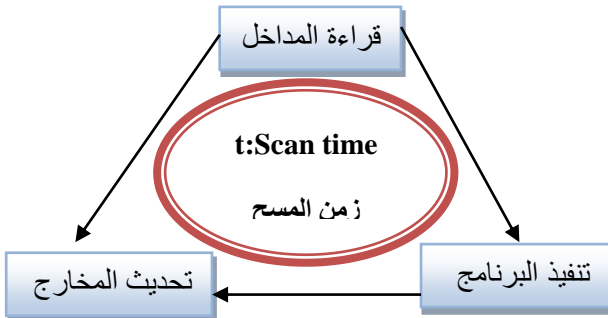 قراءة المداخل
t:Scan time
زمن المسح
تنفيذ البرنامج
تحديث المخارج